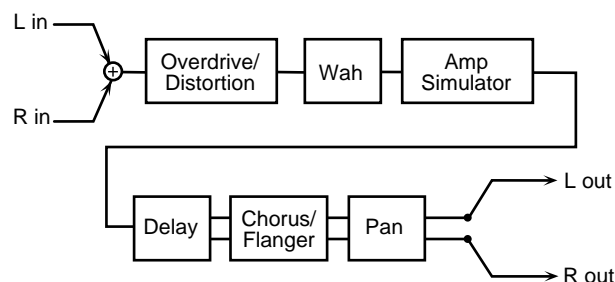 L in
R in
+
Overdrive/
Distortion
Wah
Amp
Simulator
Delay
Chorus/
Flanger
Pan
L out
R out